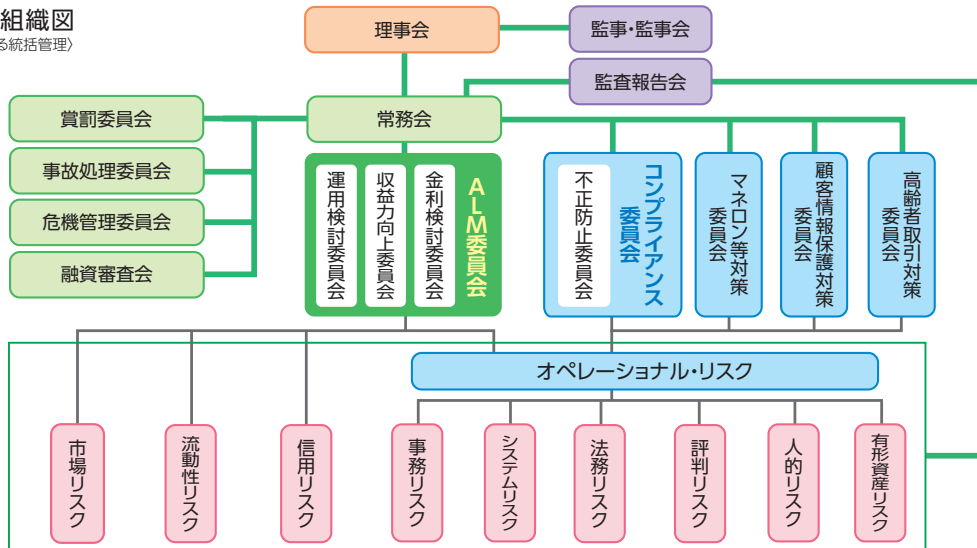 組織図
る統括管理〉
理事会
監事・監事会
監査報告会
常務会
賞罰委員会
事故処理委員会
危機管理委員会
融資審査会
ALM委員会
金利検討委員会
収益力向上委員会
運用検討委員会
コンプライアンス
委員会
不正防止委員会
マネロン等対策
委員会
顧客情報保護対策
委員会
高齢者取引対策
委員会
オペレーショナル・リスク
市場リスク
流動性リスク
信用リスク
事務リスク
システムリスク
法務リスク
評判リスク
人的リスク
有形資産リスク